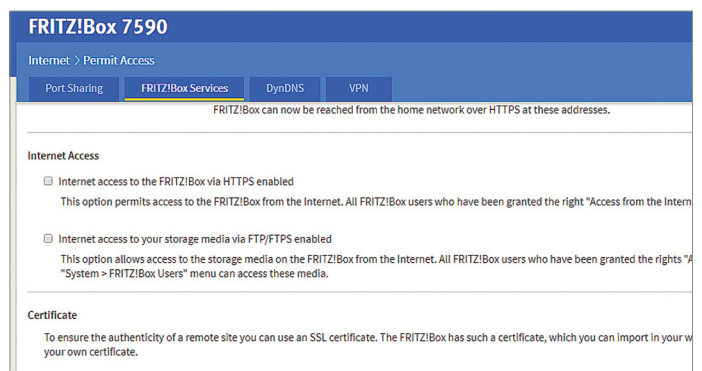 FRITZ!Box 7590
Internet > Permit Access
Port Sharing FRITZ!Box Services DynDNS VPN
FRITZ!Box can now be reached from the home network over HTTPS at these addresses.
Internet Access
Internet access to the FRITZ!Box via HTTPS enabled
This option permits access to the FRITZ!Box from the Internet. All FRITZ!Box users who have been granted the right "Access from the Intern
Internet access to your storage media via FTP/FTPS enabled
This option allows access to the storage media on the FRITZ!Box from the Internet. All FRITZ!Box users who have been granted the rights "A
"System > FRITZ!Box Users" menu can access these media.
Certificate
To ensure the authenticity of a remote site you can use an SSL certificate. The FRITZ!Box has such a certificate, which you can import in your w
your own certificate.